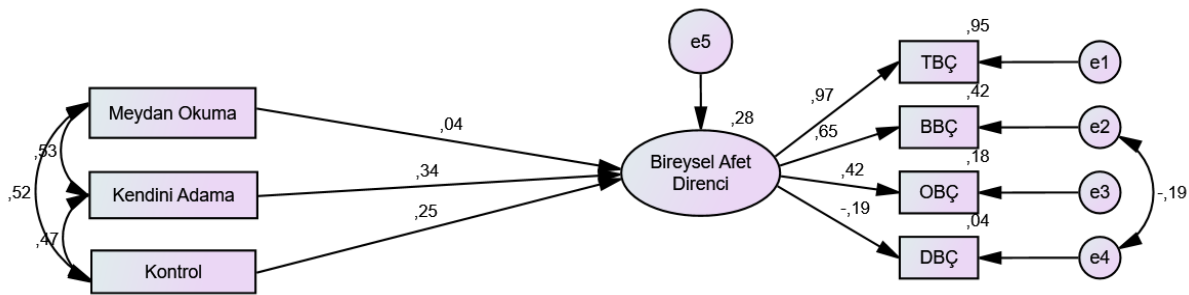 ,95
e5
TBÇ
e1
,97
,42
Meydan Okuma
,04
,28
,65
BBÇ
e2
,53
Bireysel Afet
Direnci
,18
,52
Kendini Adama
,34
,42
OBÇ
e3
-,19
,25
-,19
,04
,47
Kontrol
DBÇ
e4